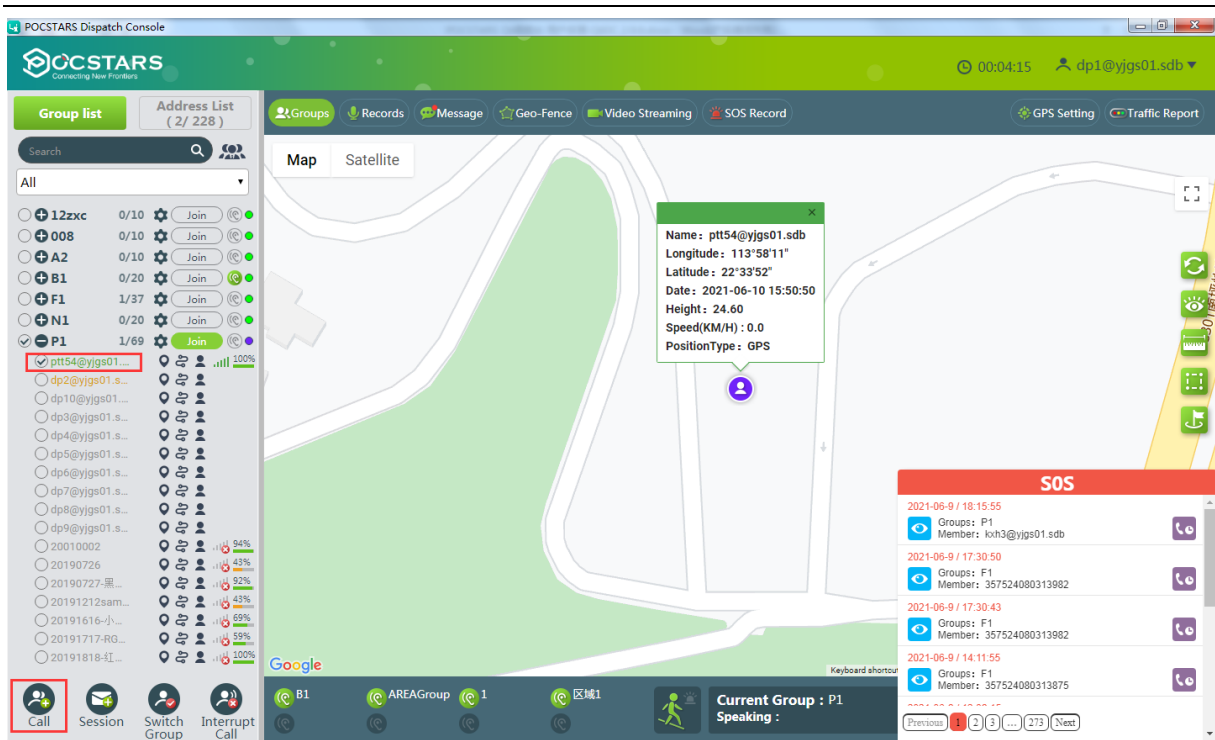 POCSTARS Dispatch Console
POCSTARS
Connecting New Frontiers
00:04:15 dp1@yjgs01.sdb
Group list
Address List
( 2/ 228 )
Groups Records Message Geo-Fence Video Streaming SOS Record GPS Setting Traffic Report
Search
All
12zxc 0/10 Join
008 0/10 Join
A2 0/10 Join
B1 0/20 Join
F1 1/37 Join
N1 0/20 Join
P1 1/69 Join
ptt54@yjgs01.... 100%
dp2@yjgs01.s...
dp10@yjgs01....
dp3@yjgs01.s...
dp4@yjgs01.s...
dp5@yjgs01.s...
dp6@yjgs01.s...
dp7@yjgs01.s...
dp8@yjgs01.s...
dp9@yjgs01.s...
20010002 94%
20190726 43%
20190727-黑... 92%
20191212sam... 43%
20191616-小... 69%
20191717-RG... 59%
20191818-红... 100%
Call
Session
Switch Group
Interrupt Call
Map Satellite
Name：ptt54@yjgs01.sdb
Longitude：113°58'11"
Latitude：22°33'52"
Date：2021-06-10 15:50:50
Height：24.60
Speed(KM/H) : 0.0
PositionType：GPS
Google
Keyboard shortcu
B1 AREAGroup 1 区域1
Current Group : P1
Speaking :
SOS
2021-06-9 / 18:15:55
Groups: P1
Member: kxh3@yjgs01.sdb
2021-06-9 / 17:30:50
Groups: F1
Member: 357524080313982
2021-06-9 / 17:30:43
Groups: F1
Member: 357524080313982
2021-06-9 / 14:11:55
Groups: F1
Member: 357524080313875
Previous 1 2 3 ... 273 Next